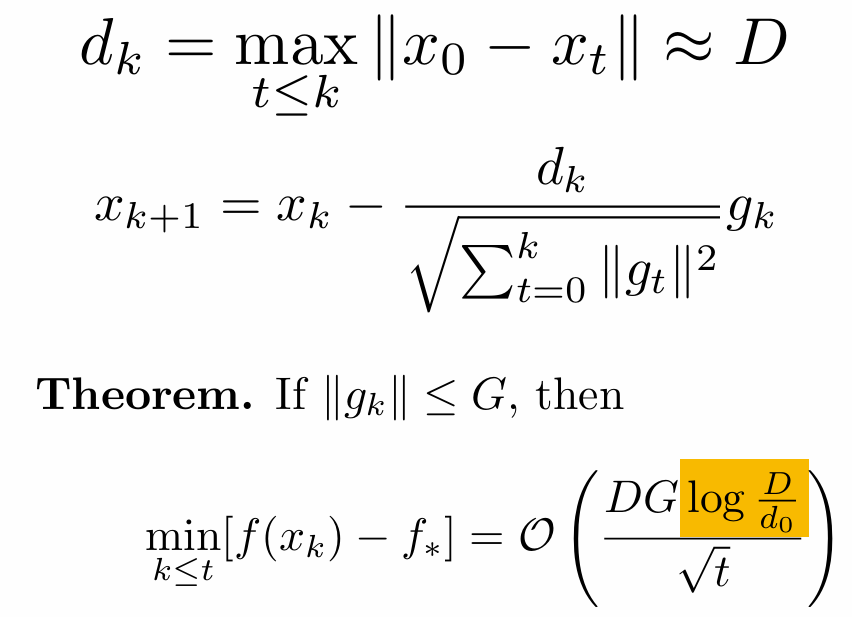 d_k = \max_{t \le k} \|x_0 - x_t\| \approx D
x_{k+1} = x_k - \frac{d_k}{\sqrt{\sum_{t=0}^{k} \|g_t\|^2}} g_k
Theorem. If \|g_k\| \le G, then
\min_{k \le t} [f(x_k) - f_*] = \mathcal{O}\left(\frac{DG \log \frac{D}{d_0}}{\sqrt{t}}\right)